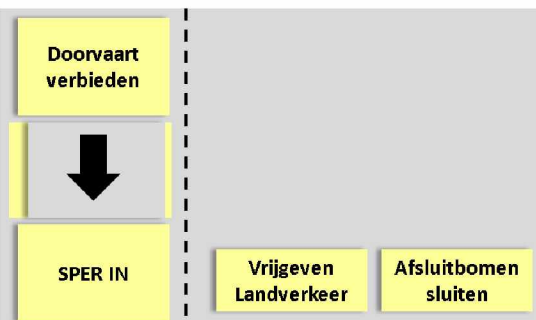 Doorvaart
verbieden
SPER IN
Vrijgeven
Landverkeer
Afsluitbomen
sluiten